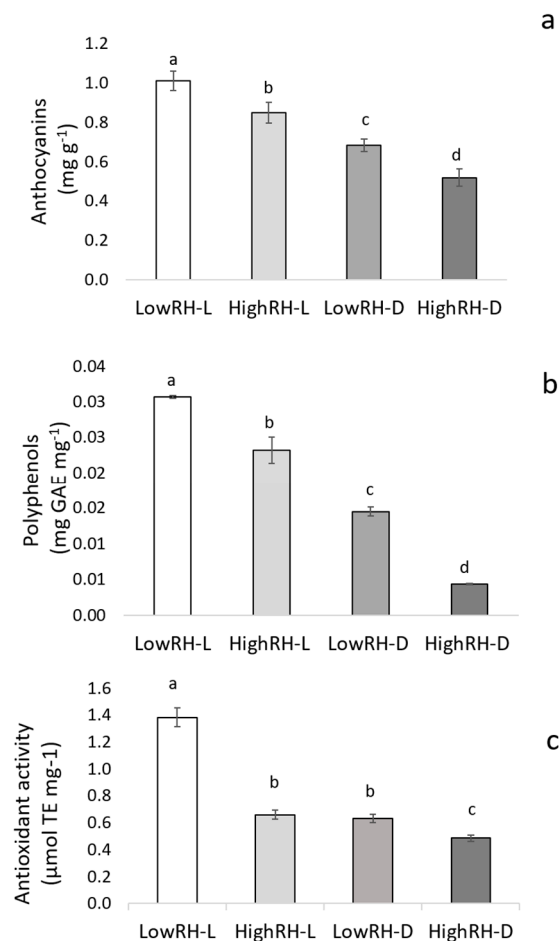 a
1.2
1.0
0.8
0.6
0.4
0.2
0.0
Anthocyanins
(mg g-1)
a
b
c
d
LowRH-L HighRH-L LowRH-D HighRH-D
b
0.04
0.03
0.03
0.02
0.02
0.01
0.01
0.00
Polyphenols
(mg GAE mg-1)
a
b
c
d
LowRH-L HighRH-L LowRH-D HighRH-D
c
1.6
1.4
1.2
1.0
0.8
0.6
0.4
0.2
0.0
Antioxidant activity
(µmol TE mg-1)
a
b
b
c
LowRH-L HighRH-L LowRH-D HighRH-D